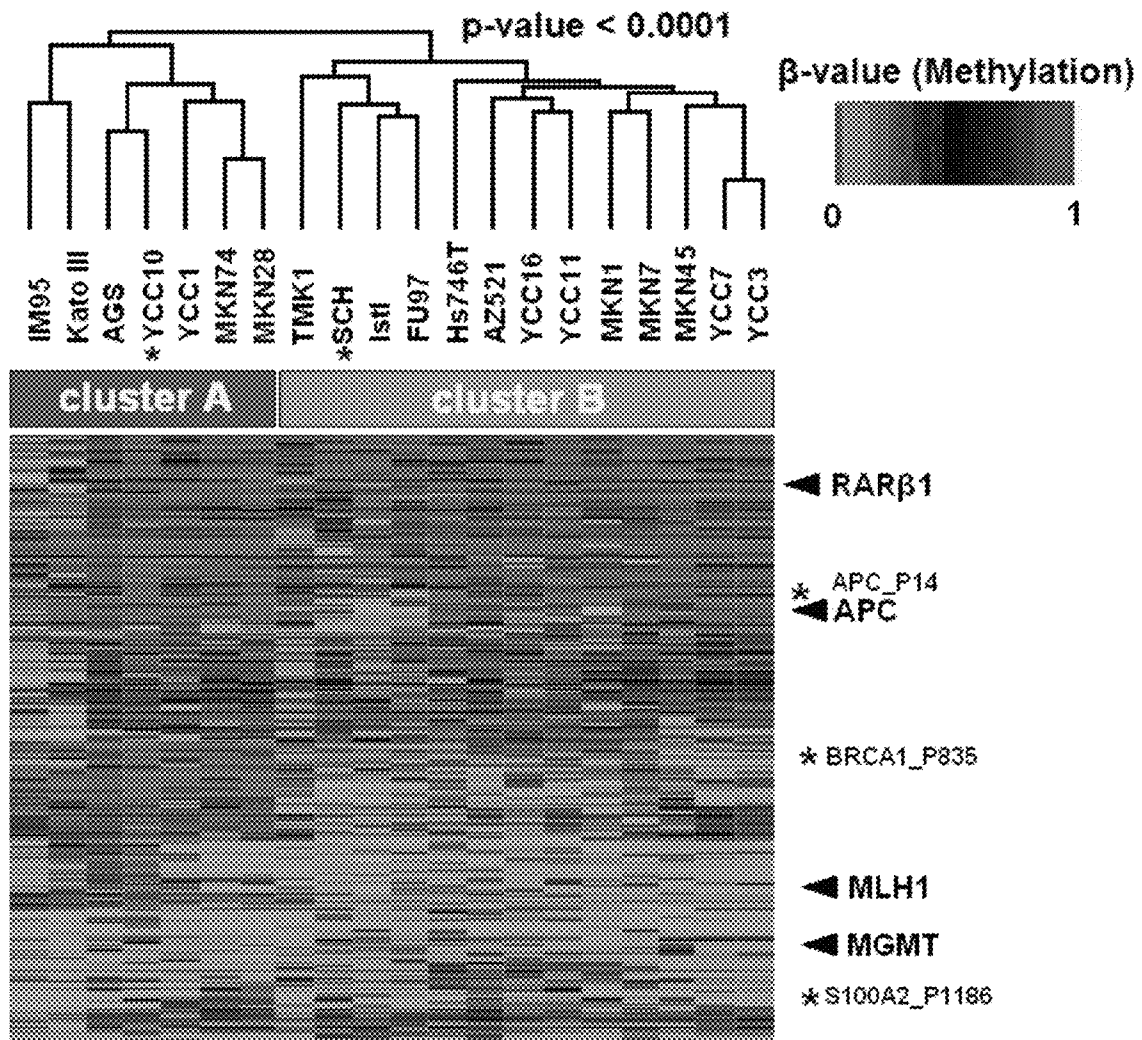 p-value < 0.0001
β-value (Methylation)
0 1
IM95
Kato III
AGS
*YCC10
YCC1
MKN74
MKN28
TMK1
*SCH
IstI
FU97
Hs746T
AZ521
YCC16
YCC11
MKN1
MKN7
MKN45
YCC7
YCC3
cluster A
cluster B
RARβ1
* APC_P14
APC
* BRCA1_P835
MLH1
MGMT
* S100A2_P1186